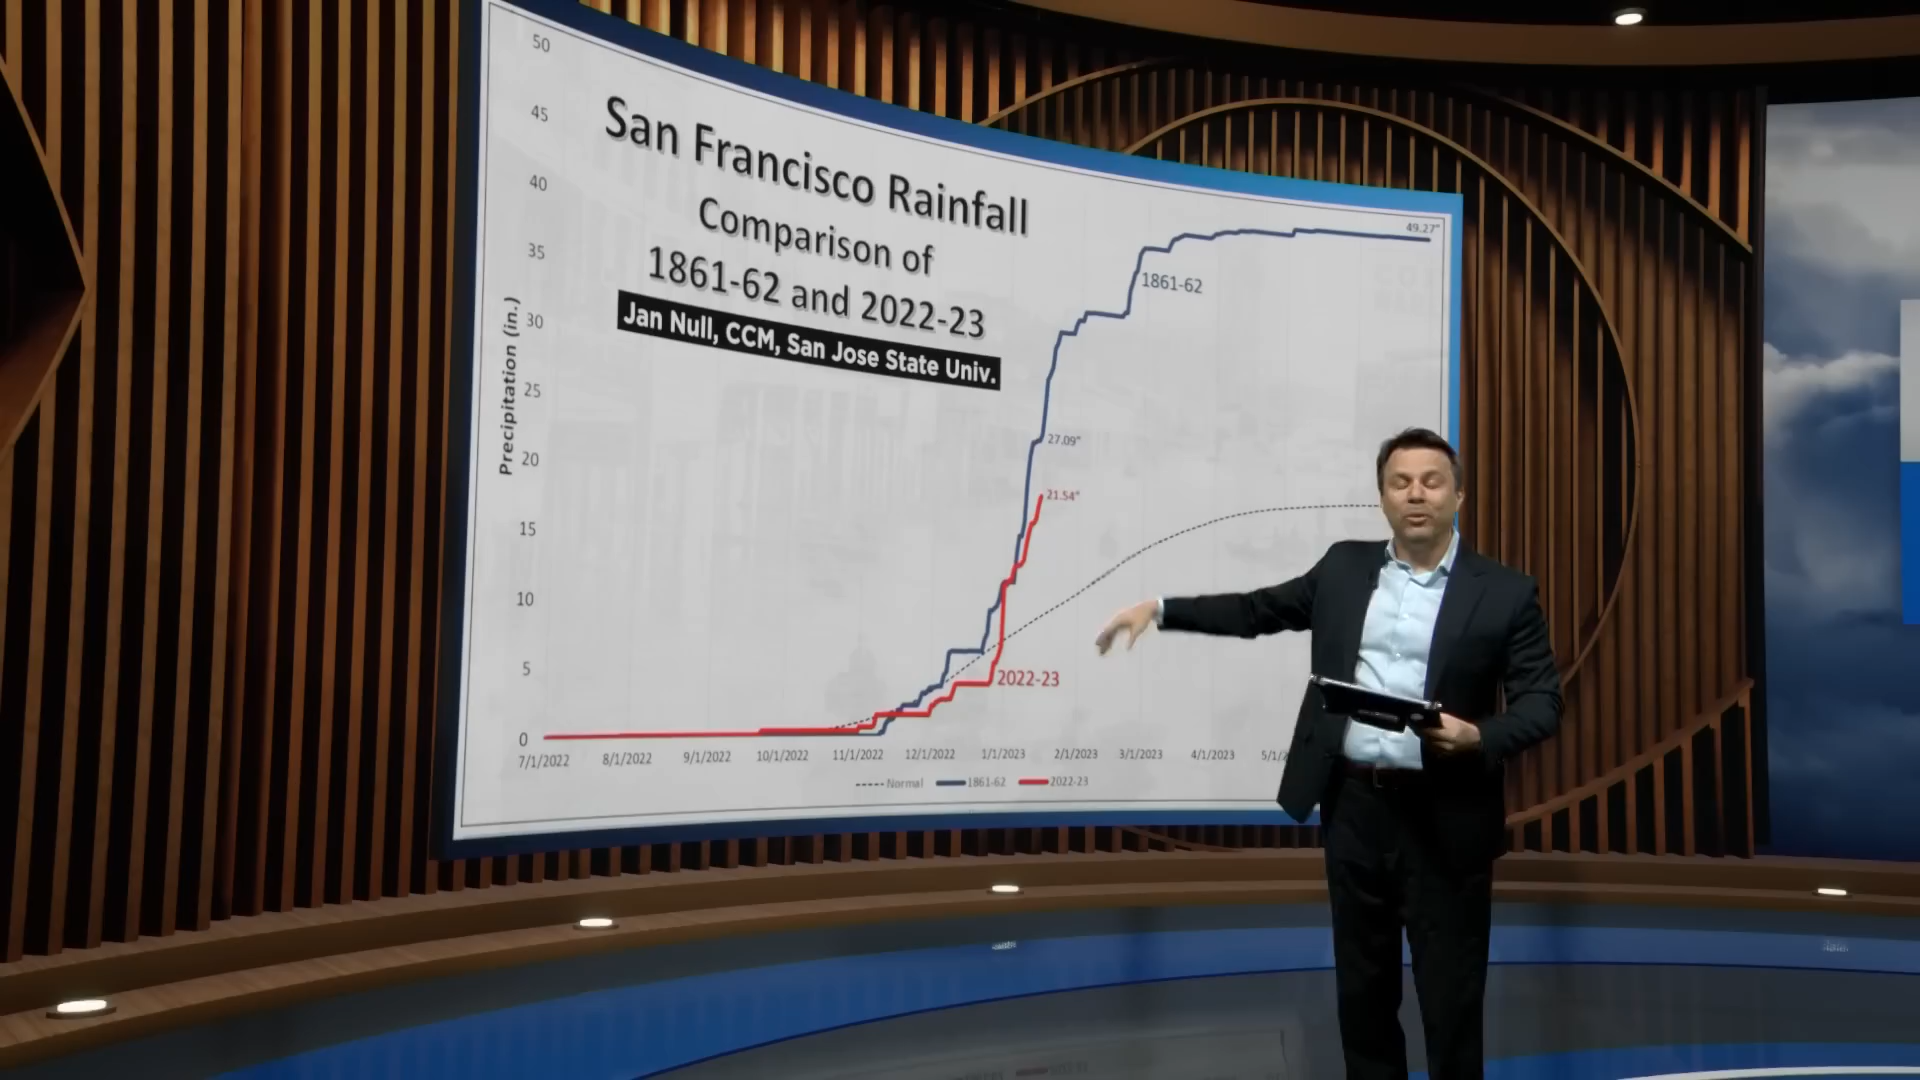 50
San Francisco Rainfall
Comparison of
1861-62 and 2022-23
Jan Null, CCM, San Jose State Univ.
45
40
35
30
25
20
15
10
5
0
Precipitation (in.)
49.27"
1861-62
27.09"
21.54"
2022-23
7/1/2022 8/1/2022 9/1/2022 10/1/2022 11/1/2022 12/1/2022 1/1/2023 2/1/2023 3/1/2023 4/1/2023
Normal 1861-62 2022-23